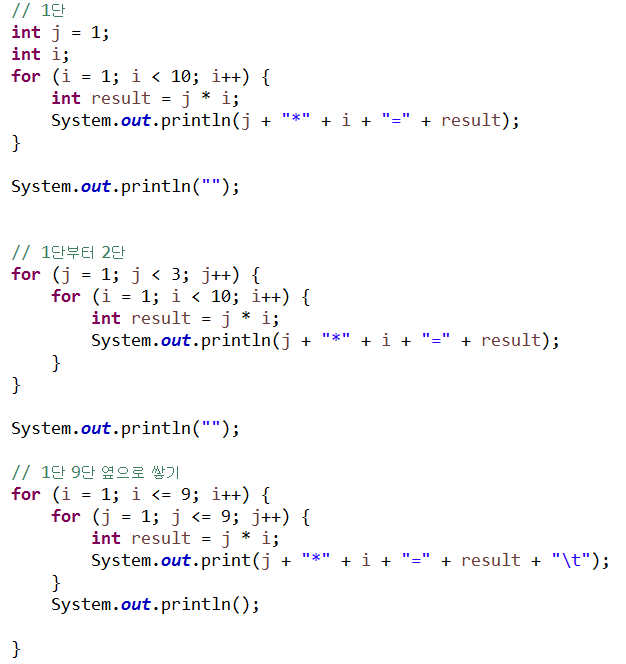 // 1단
int j = 1;
int i;
for (i = 1; i < 10; i++) {
    int result = j * i;
    System.out.println(j + "*" + i + "=" + result);
}

System.out.println("");


// 1단부터 2단
for (j = 1; j < 3; j++) {
    for (i = 1; i < 10; i++) {
        int result = j * i;
        System.out.println(j + "*" + i + "=" + result);
    }
}

System.out.println("");

// 1단 9단 옆으로 쌓기
for (i = 1; i <= 9; i++) {
    for (j = 1; j <= 9; j++) {
        int result = j * i;
        System.out.print(j + "*" + i + "=" + result + "\t");
    }
    System.out.println();

}